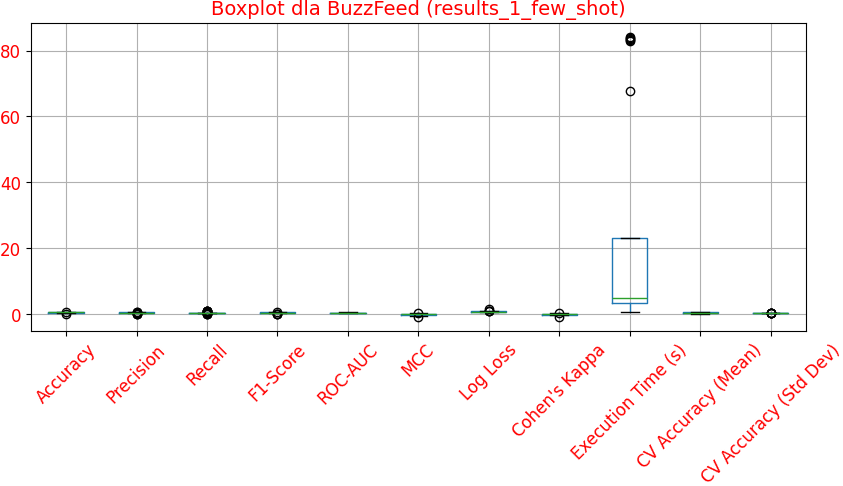 Boxplot dla BuzzFeed (results_1_few_shot)
80
60
40
20
0
Accuracy
Precision
Recall
F1-Score
ROC-AUC
MCC
Log Loss
Cohen's Kappa
Execution Time (s)
CV Accuracy (Mean)
CV Accuracy (Std Dev)